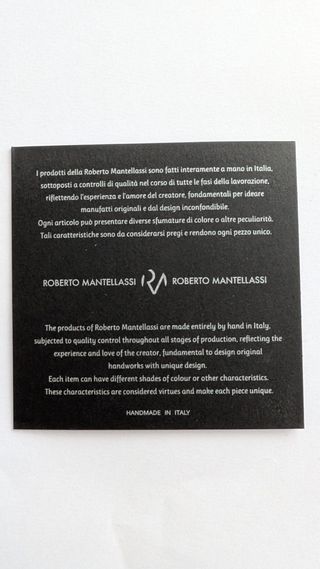 I prodotti della Roberto Mantellassi sono fatti interamente a mano in Italia,
sottoposti a controlli di qualità nel corso di tutte le fasi della lavorazione,
riflettendo l'esperienza e l'amore del creatore, fondamentali per ideare
manufatti originali e dal design inconfondibile.
Ogni articolo può presentare diverse sfumature di colore o altre peculiarità.
Tali caratteristiche sono da considerarsi pregi e rendono ogni pezzo unico.
ROBERTO MANTELLASSI RM ROBERTO MANTELLASSI
The products of Roberto Mantellassi are made entirely by hand in Italy,
subjected to quality control throughout all stages of production, reflecting the
experience and love of the creator, fundamental to design original
handworks with unique design.
Each item can have different shades of colour or other characteristics.
These characteristics are considered virtues and make each piece unique.
HANDMADE IN ITALY